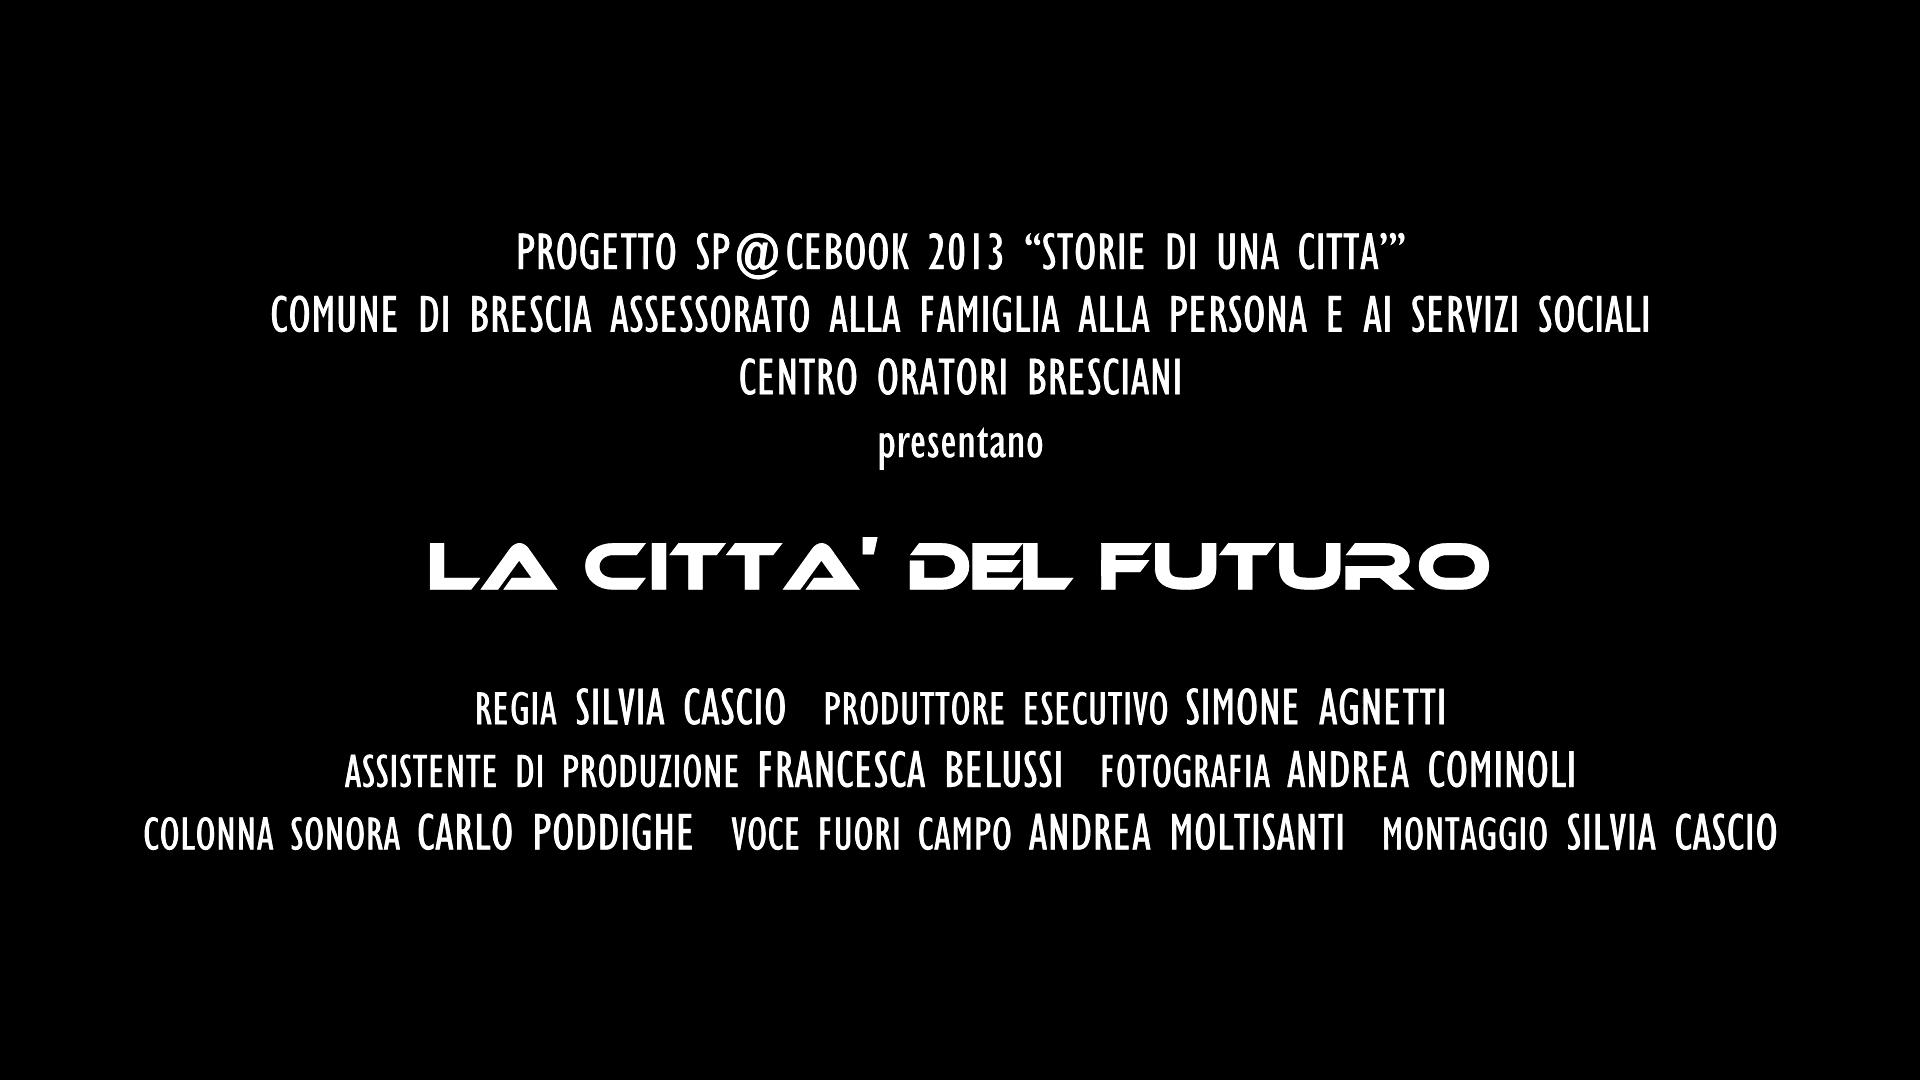 PROGETTO SP@CEBOOK 2013 “STORIE DI UNA CITTA’”
COMUNE DI BRESCIA ASSESSORATO ALLA FAMIGLIA ALLA PERSONA E AI SERVIZI SOCIALI
CENTRO ORATORI BRESCIANI
presentano
LA CITTA' DEL FUTURO
REGIA SILVIA CASCIO PRODUTTORE ESECUTIVO SIMONE AGNETTI
ASSISTENTE DI PRODUZIONE FRANCESCA BELUSSI FOTOGRAFIA ANDREA COMINOLI
COLONNA SONORA CARLO PODDIGHE VOCE FUORI CAMPO ANDREA MOLTISANTI MONTAGGIO SILVIA CASCIO